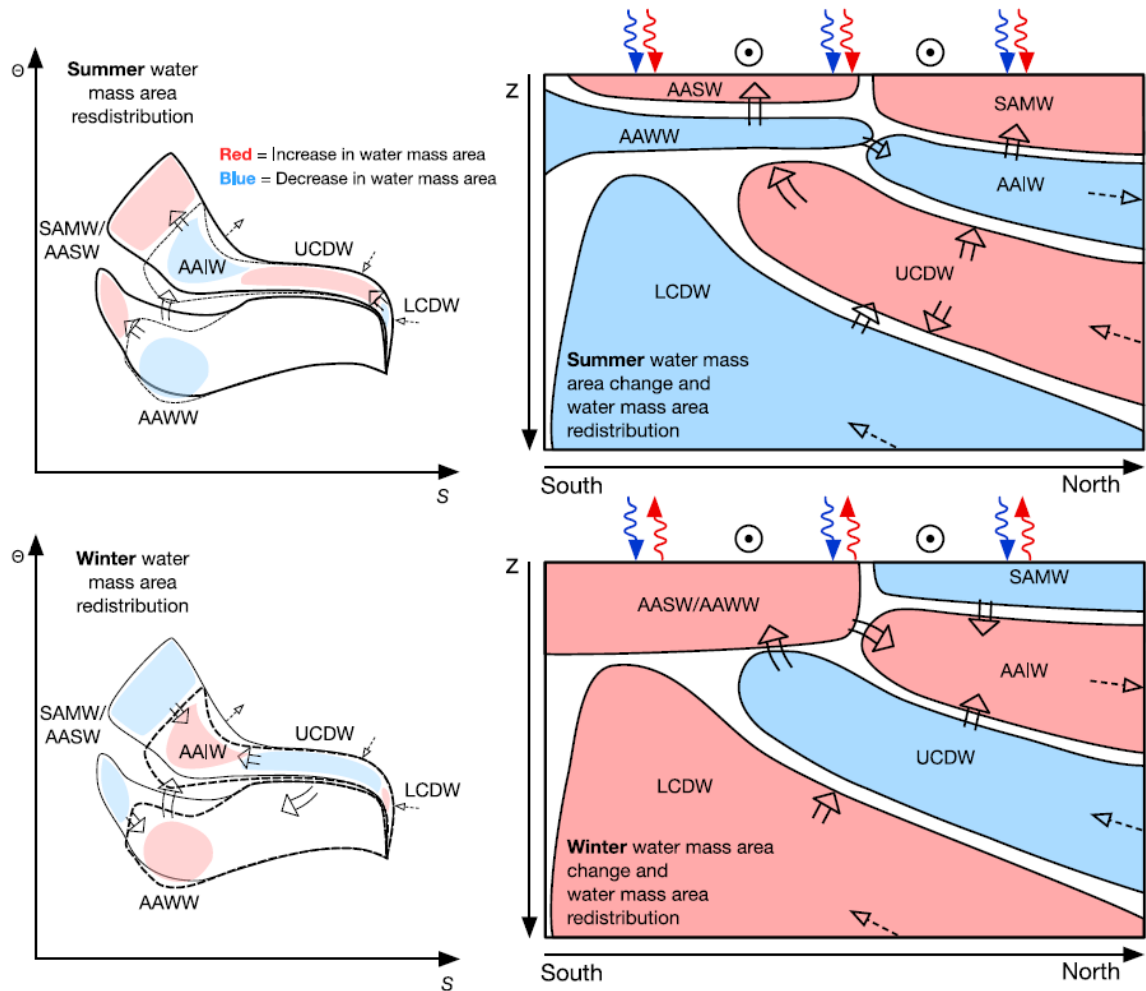 Θ
Summer water
mass area
resdistribution
Red = Increase in water mass area
Blue = Decrease in water mass area
SAMW/
AASW
AAIW
UCDW
LCDW
AAWW
S
Z
AASW
SAMW
AAWW
AAIW
LCDW
UCDW
Summer water mass
area change and
water mass area
redistribution
South
North
Θ
Winter water
mass area
redistribution
SAMW/
AASW
AAIW
UCDW
LCDW
AAWW
S
Z
SAMW
AASW/AAWW
AAIW
UCDW
LCDW
Winter water mass area
change and
water mass area
redistribution
South
North